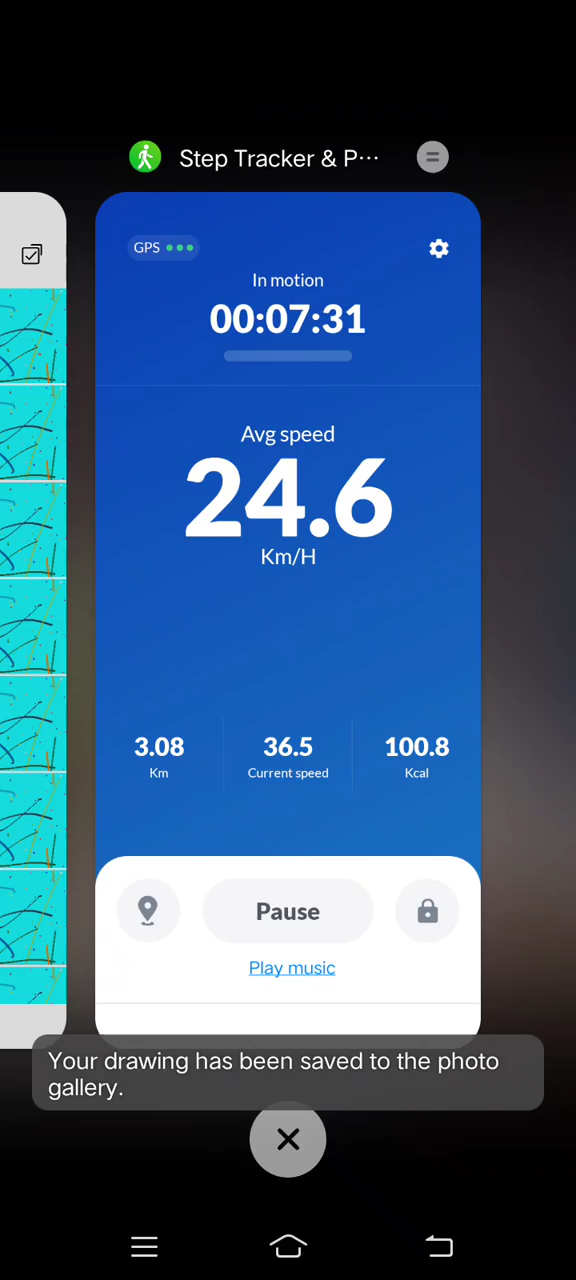 Step Tracker & P···
GPS
In motion
00:07:31
Avg speed
24.6
Km/H
3.08
Km
36.5
Current speed
100.8
Kcal
Pause
Play music
Your drawing has been saved to the photo
gallery.